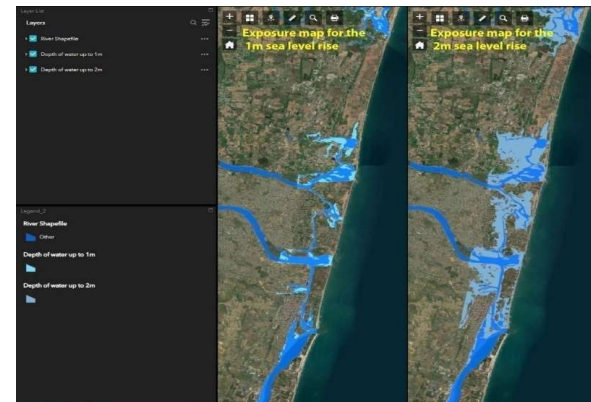 Layer List
Layers
River Shapefile
Depth of water up to 1m
Depth of water up to 2m
Legend_2
River Shapefile
Other
Depth of water up to 1m
Depth of water up to 2m
Exposure map for the
1m sea level rise
Exposure map for the
2m sea level rise